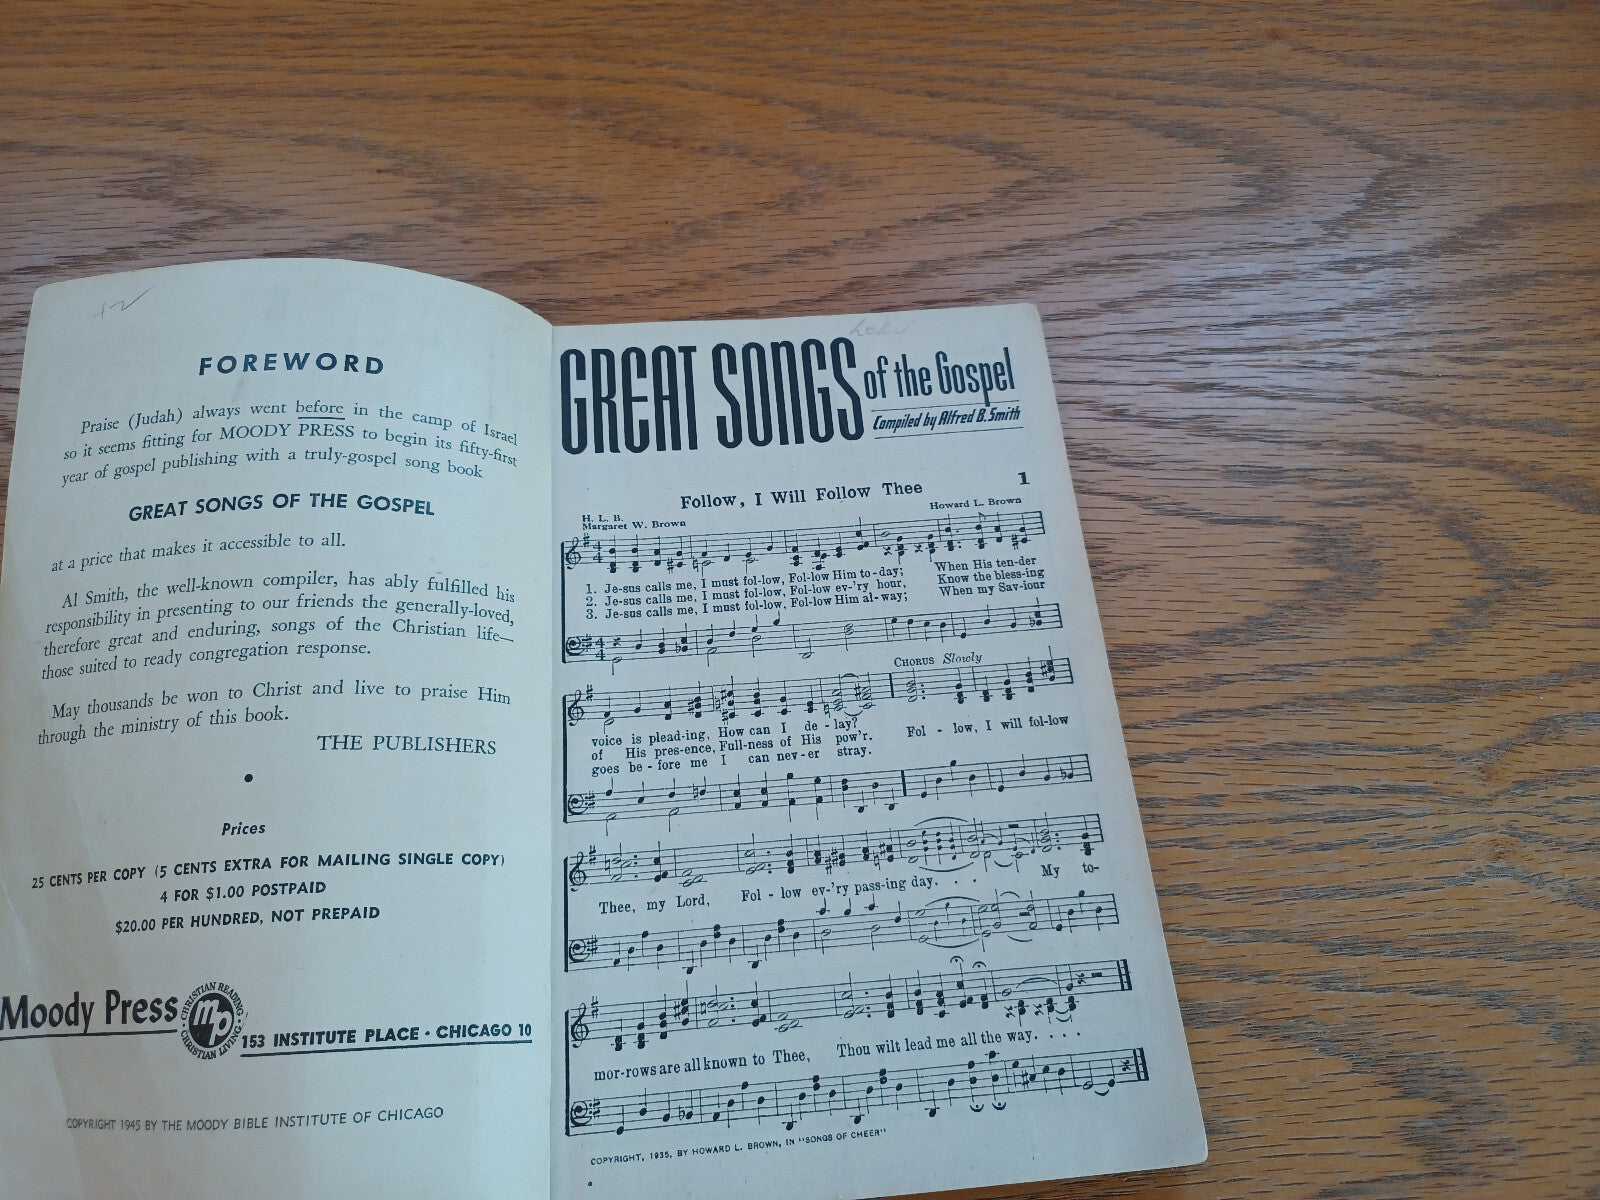 FOREWORD
Praise (Judah) always went before in the camp of Israel
so it seems fitting for MOODY PRESS to begin its fifty-first
year of gospel publishing with a truly-gospel song book
GREAT SONGS OF THE GOSPEL
at a price that makes it accessible to all.
Al Smith, the well-known compiler, has ably fulfilled his
responsibility in presenting to our friends the generally-loved,
therefore great and enduring, songs of the Christian life—
those suited to ready congregation response.
May thousands be won to Christ and live to praise Him
through the ministry of this book.
THE PUBLISHERS
Prices
25 CENTS PER COPY (5 CENTS EXTRA FOR MAILING SINGLE COPY)
4 FOR $1.00 POSTPAID
$20.00 PER HUNDRED, NOT PREPAID
Moody Press
CHRISTIAN READING
mp
CHRISTIAN LIVING
153 INSTITUTE PLACE · CHICAGO 10
COPYRIGHT 1945 BY THE MOODY BIBLE INSTITUTE OF CHICAGO
GREAT SONGS of the Gospel
Compiled by Alfred B. Smith
1
Follow, I Will Follow Thee
H. L. B.
Margaret W. Brown
Howard L. Brown
1. Je-sus calls me, I must fol-low, Fol-low Him to-day; When His ten-der
2. Je-sus calls me, I must fol-low, Fol-low ev-'ry hour, Know the bless-ing
3. Je-sus calls me, I must fol-low, Fol-low Him al-way; When my Sav-iour
CHORUS Slowly
voice is plead-ing, How can I de - lay?
of His pres-ence, Full-ness of His pow'r. Fol - low, I will fol-low
goes be - fore me I can nev-er stray.
Thee, my Lord, Fol - low ev-'ry pass-ing day. . . . My to-
mor-rows are all known to Thee, Thou wilt lead me all the way. . . .
COPYRIGHT, 1935, BY HOWARD L. BROWN, IN "SONGS OF CHEER"